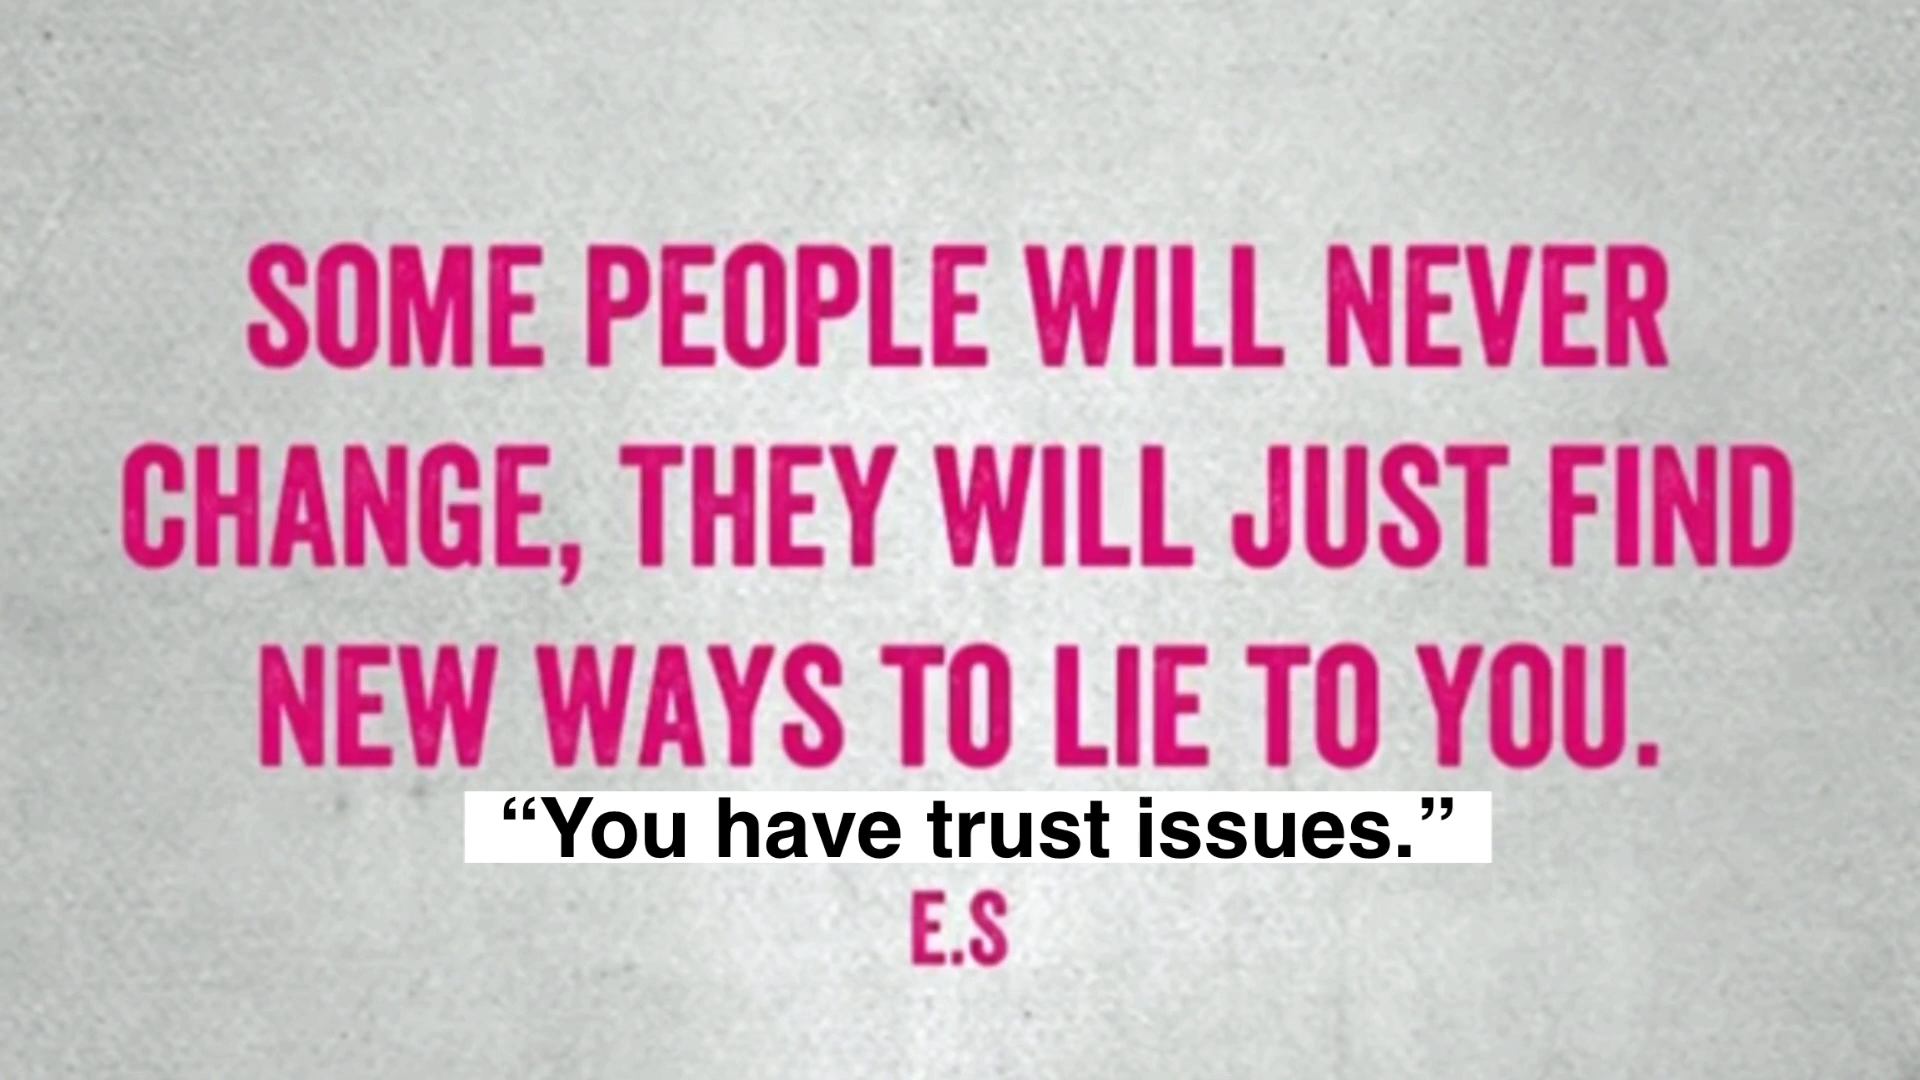 SOME PEOPLE WILL NEVER
CHANGE, THEY WILL JUST FIND
NEW WAYS TO LIE TO YOU.
“You have trust issues.”
E.S